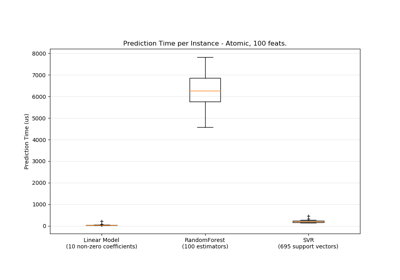 Prediction Time per Instance - Atomic, 100 feats.
8000
7000
6000
5000
4000
3000
2000
1000
0
Prediction Time (us)
Linear Model
(10 non-zero coefficients)
RandomForest
(100 estimators)
SVR
(695 support vectors)